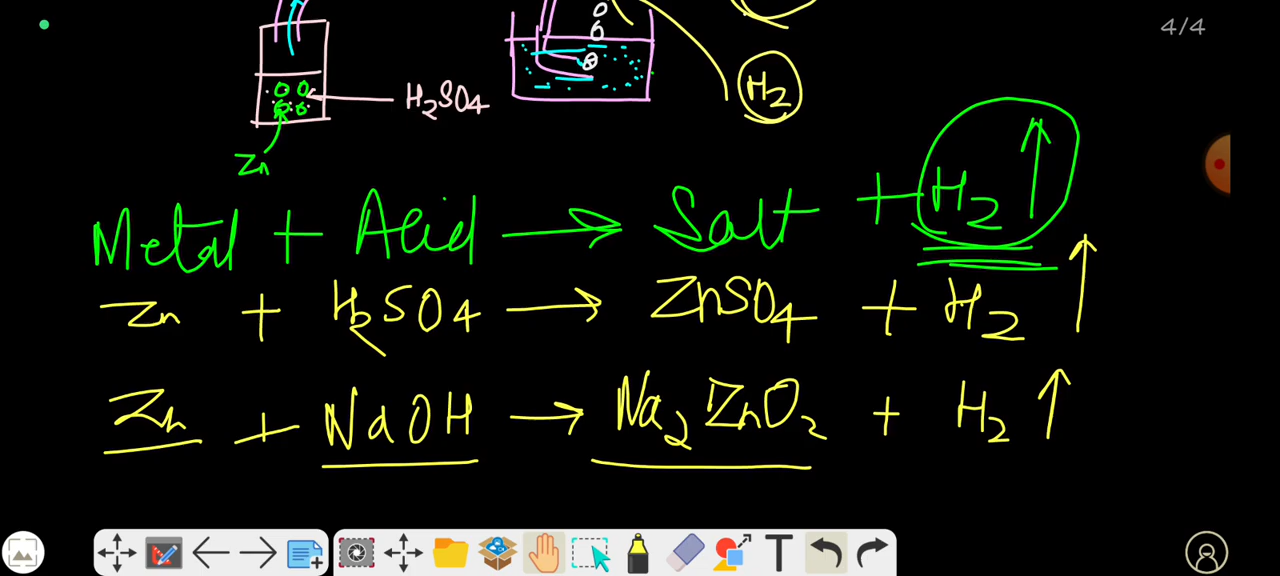 4/4
H₂SO₄
H₂
Zn
Metal + Acid → Salt + H₂ ↑
Zn + H₂SO₄ → ZnSO₄ + H₂ ↑
Zn + NaOH → Na₂ZnO₂ + H₂ ↑
T